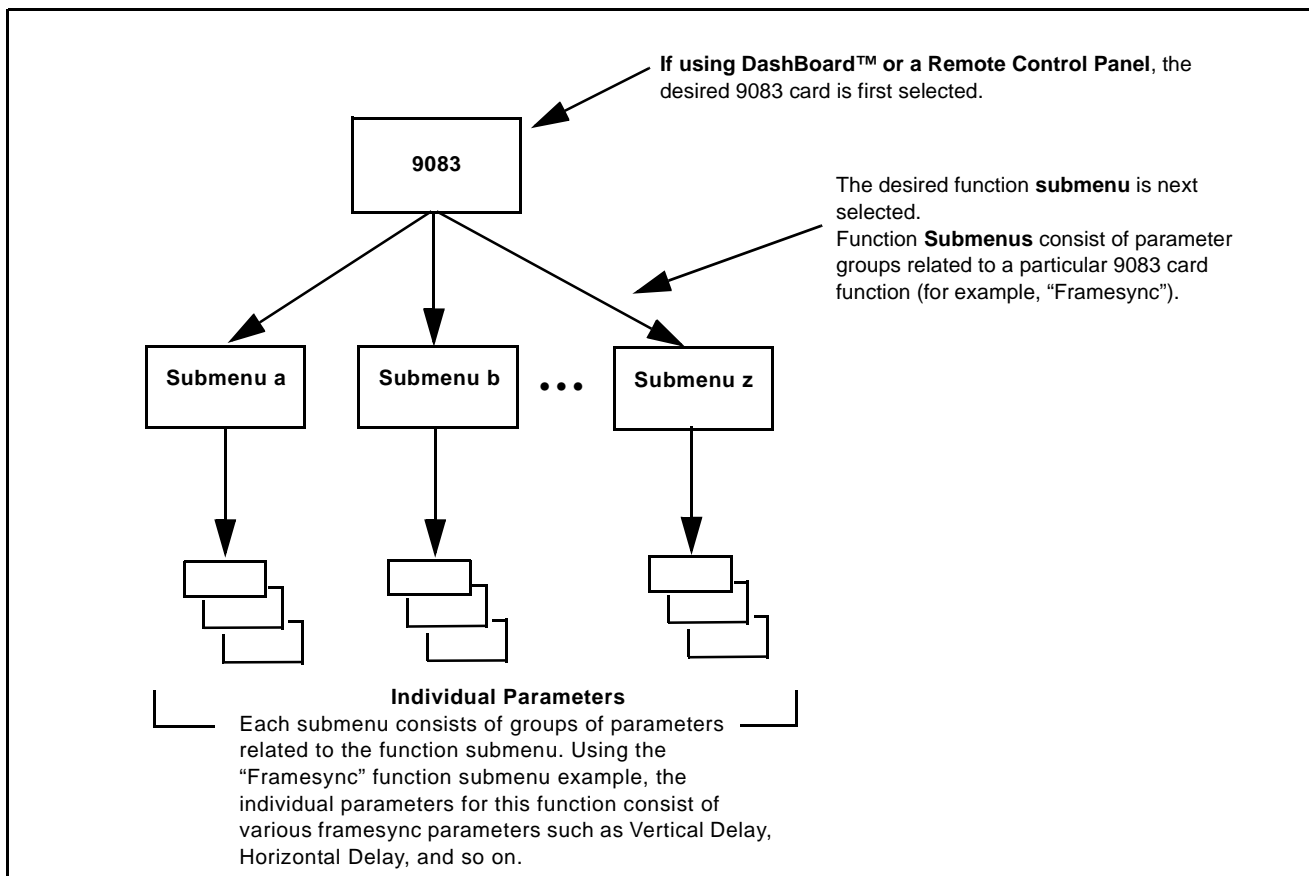 If using DashBoard™ or a Remote Control Panel, the
desired 9083 card is first selected.
9083
The desired function submenu is next
selected.
Function Submenus consist of parameter
groups related to a particular 9083 card
function (for example, “Framesync”).
Submenu a
Submenu b
•••
Submenu z
Individual Parameters
Each submenu consists of groups of parameters
related to the function submenu. Using the
“Framesync” function submenu example, the
individual parameters for this function consist of
various framesync parameters such as Vertical Delay,
Horizontal Delay, and so on.